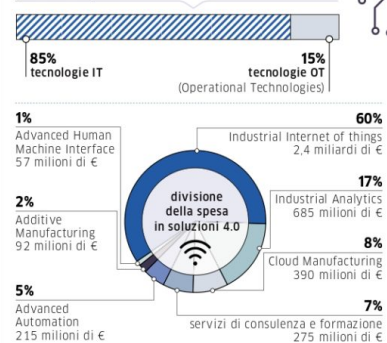 85%
tecnologie IT
15%
tecnologie OT
(Operational Technologies)
1%
Advanced Human
Machine Interface
57 milioni di €
2%
Additive
Manufacturing
92 milioni di €
5%
Advanced
Automation
215 milioni di €
divisione
della spesa
in soluzioni 4.0
60%
Industrial Internet of things
2,4 miliardi di €
17%
Industrial Analytics
685 milioni di €
8%
Cloud Manufacturing
390 milioni di €
7%
servizi di consulenza e formazione
275 milioni di €